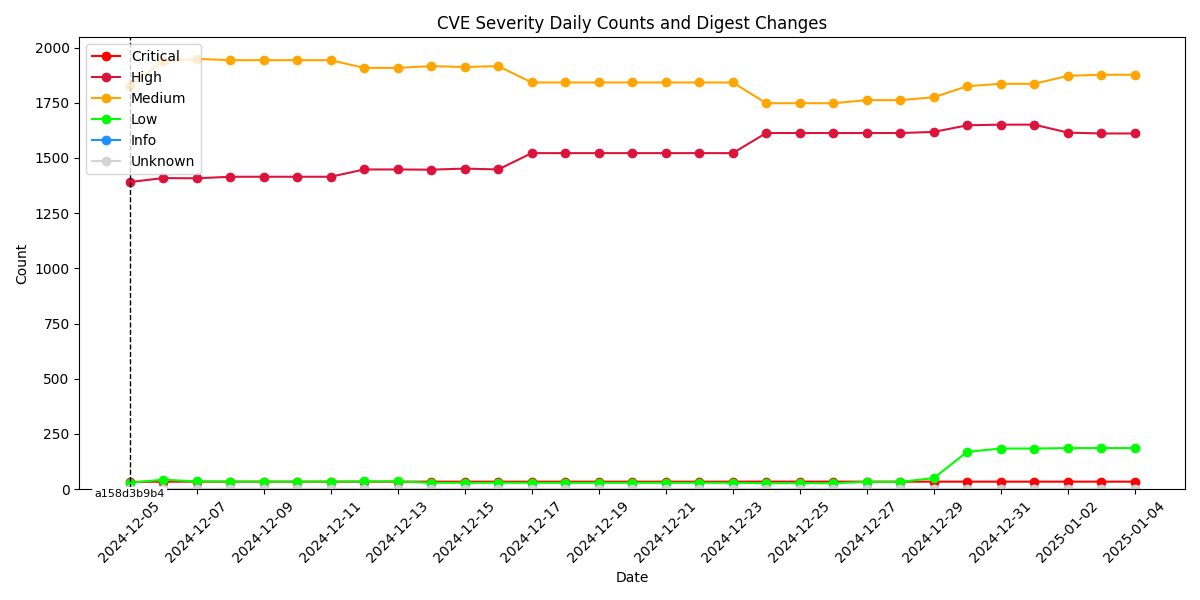 CVE Severity Daily Counts and Digest Changes
Critical
High
Medium
Low
Info
Unknown
2000
1750
1500
1250
1000
750
500
250
0
Count
a158d3b9b4
2024-12-05
2024-12-07
2024-12-09
2024-12-11
2024-12-13
2024-12-15
2024-12-17
2024-12-19
2024-12-21
2024-12-23
2024-12-25
2024-12-27
2024-12-29
2024-12-31
2025-01-02
2025-01-04
Date